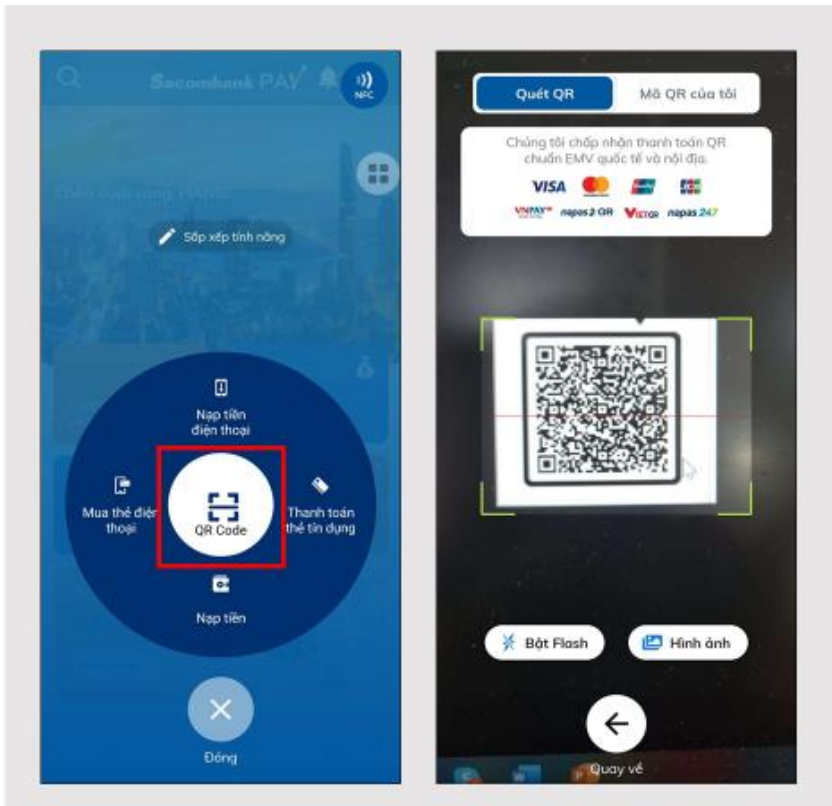 Sacombank PAY
NFC
Sắp xếp tính năng
Nạp tiền
điện thoại
Mua thẻ điện
thoại
QR Code
Thanh toán
thẻ tín dụng
Nạp tiền
Đóng
Quét QR
Mã QR của tôi
Chúng tôi chấp nhận thanh toán QR
chuẩn EMV quốc tế và nội địa.
VISA
JCB
VNPAY napas QR VIETQR napas 247
Bật Flash
Hình ảnh
Quay về